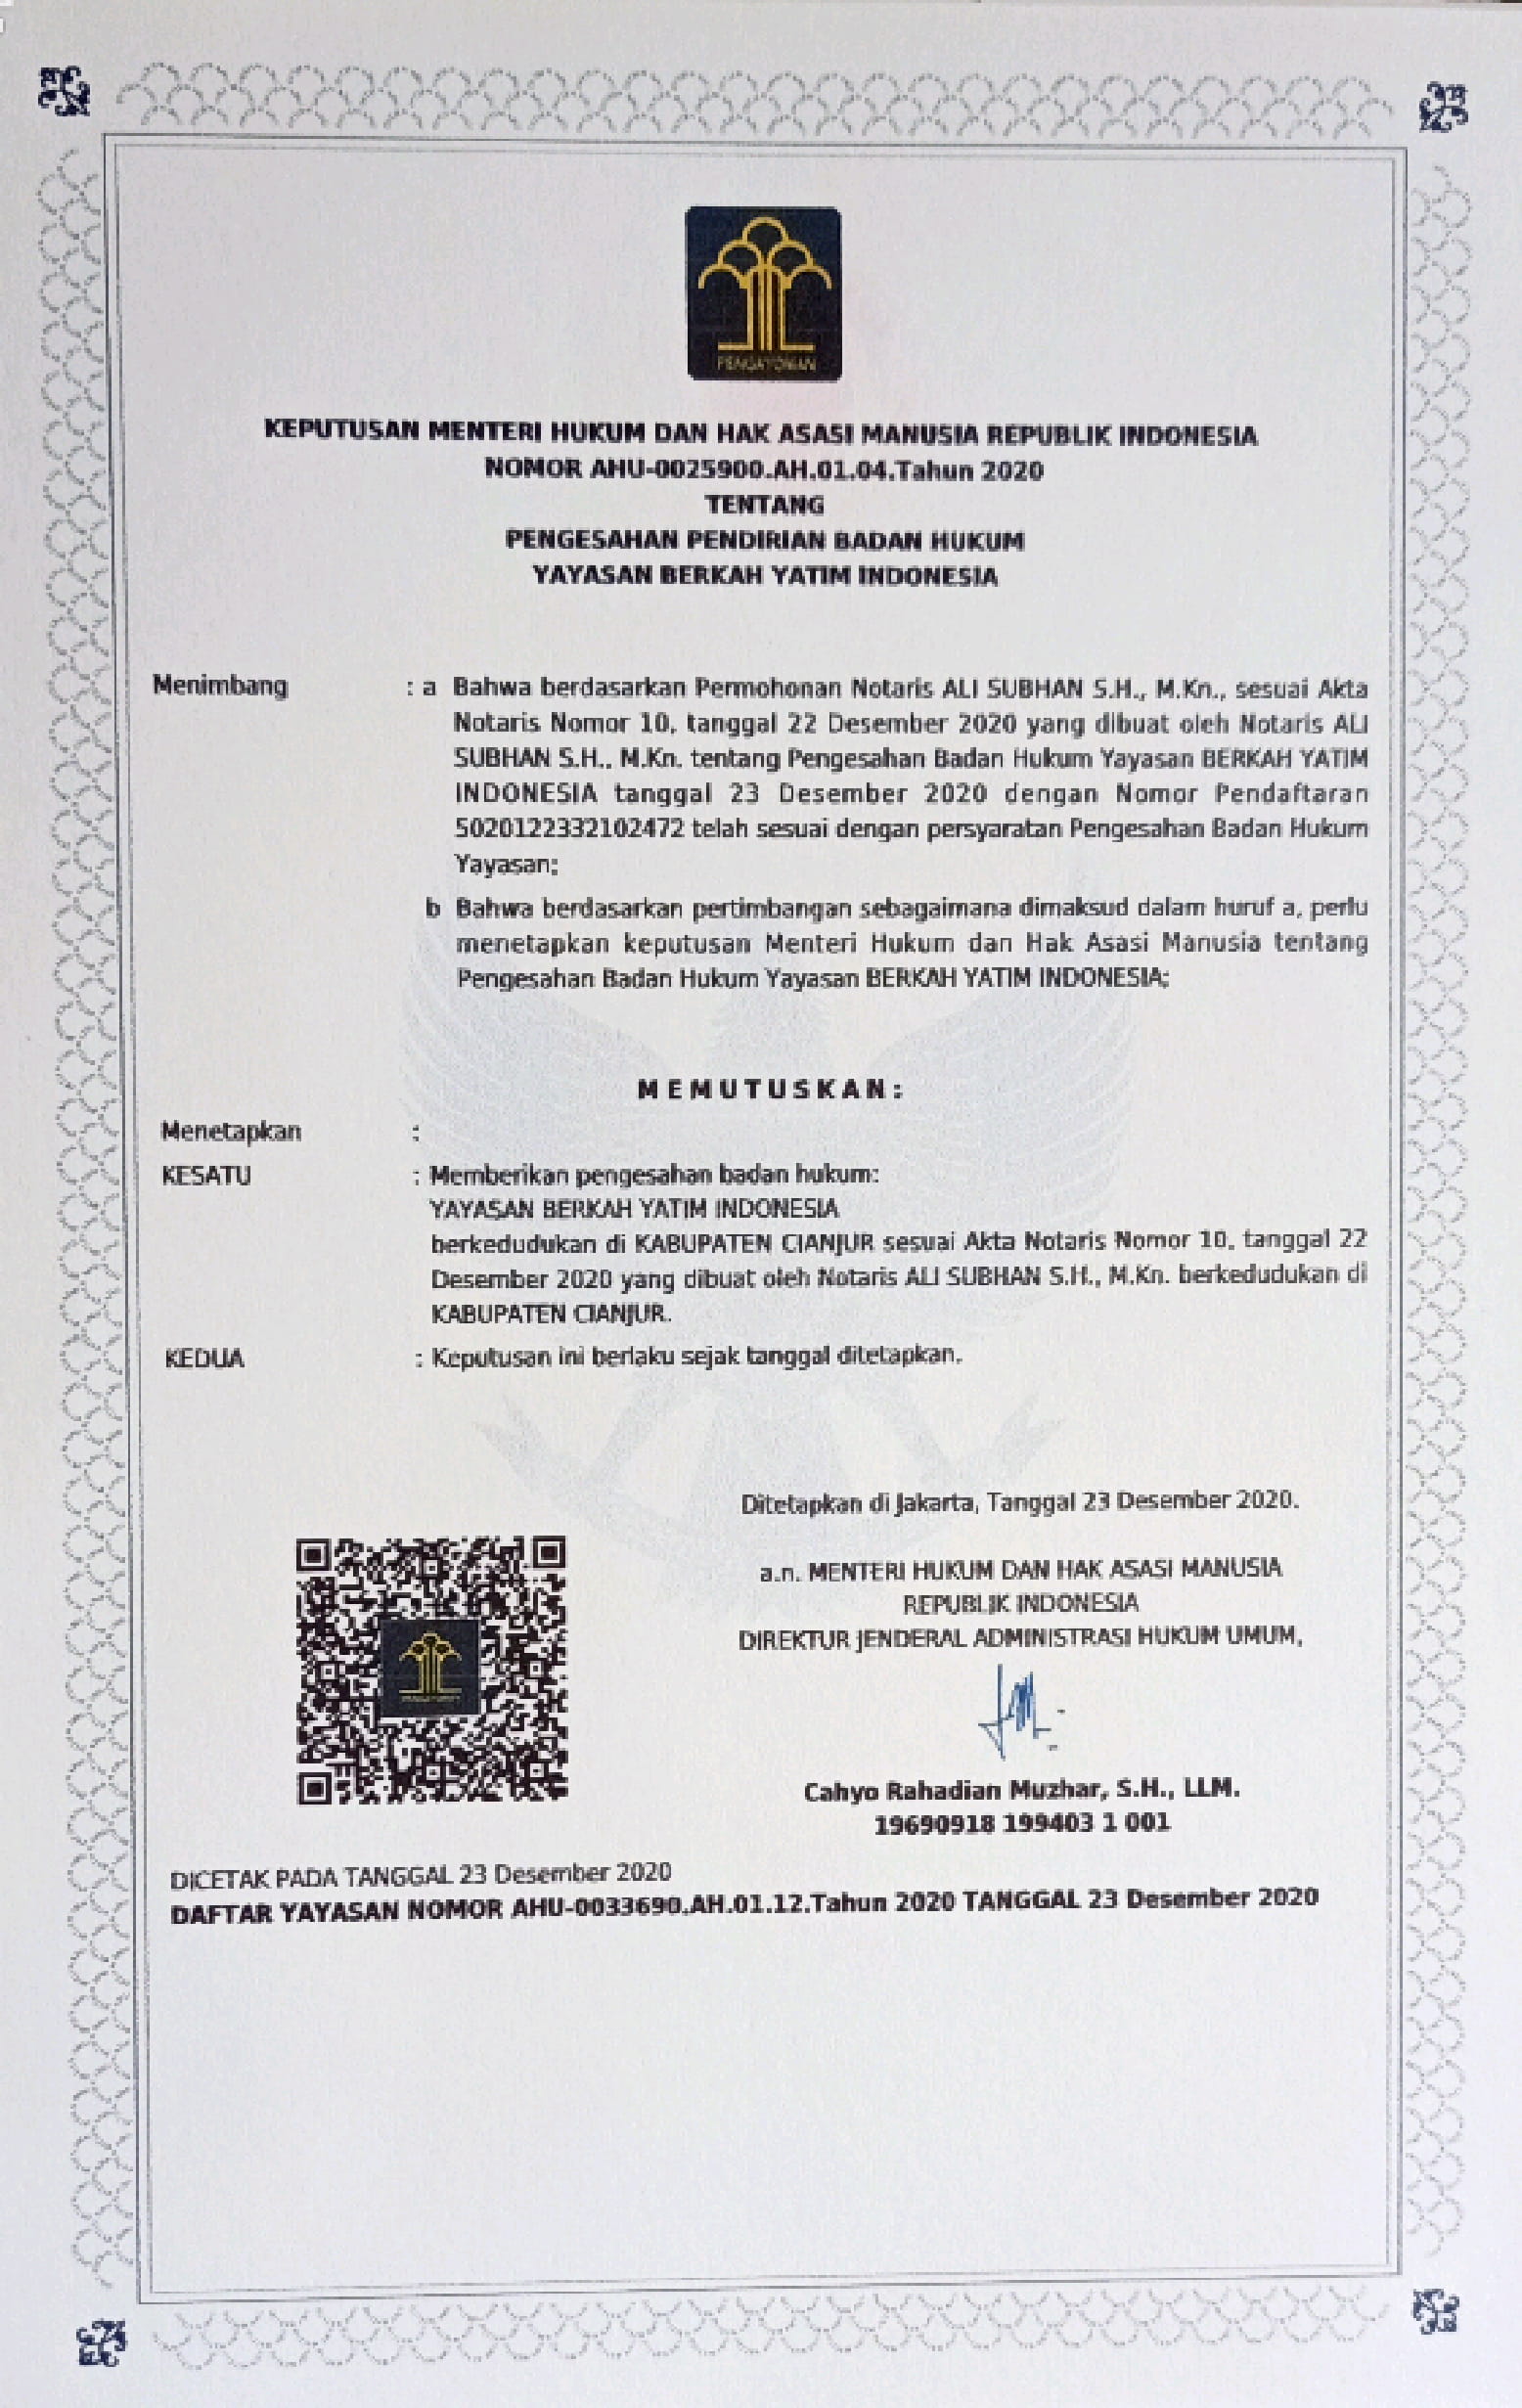 PENGAYOMAN
KEPUTUSAN MENTERI HUKUM DAN HAK ASASI MANUSIA REPUBLIK INDONESIA
NOMOR AHU-0025900.AH.01.04.Tahun 2020
TENTANG
PENGESAHAN PENDIRIAN BADAN HUKUM
YAYASAN BERKAH YATIM INDONESIA
Menimbang : a Bahwa berdasarkan Permohonan Notaris ALI SUBHAN S.H., M.Kn., sesuai Akta
Notaris Nomor 10, tanggal 22 Desember 2020 yang dibuat oleh Notaris ALI
SUBHAN S.H., M.Kn. tentang Pengesahan Badan Hukum Yayasan BERKAH YATIM
INDONESIA tanggal 23 Desember 2020 dengan Nomor Pendaftaran
5020122332102472 telah sesuai dengan persyaratan Pengesahan Badan Hukum
Yayasan;
b Bahwa berdasarkan pertimbangan sebagaimana dimaksud dalam huruf a, perlu
menetapkan keputusan Menteri Hukum dan Hak Asasi Manusia tentang
Pengesahan Badan Hukum Yayasan BERKAH YATIM INDONESIA;
MEMUTUSKAN:
Menetapkan :
KESATU : Memberikan pengesahan badan hukum:
YAYASAN BERKAH YATIM INDONESIA
berkedudukan di KABUPATEN CIANJUR sesuai Akta Notaris Nomor 10, tanggal 22
Desember 2020 yang dibuat oleh Notaris ALI SUBHAN S.H., M.Kn. berkedudukan di
KABUPATEN CIANJUR.
KEDUA : Keputusan ini berlaku sejak tanggal ditetapkan.
Ditetapkan di Jakarta, Tanggal 23 Desember 2020.
a.n. MENTERI HUKUM DAN HAK ASASI MANUSIA
REPUBLIK INDONESIA
DIREKTUR JENDERAL ADMINISTRASI HUKUM UMUM,
Cahyo Rahadian Muzhar, S.H., LLM.
19690918 199403 1 001
DICETAK PADA TANGGAL 23 Desember 2020
DAFTAR YAYASAN NOMOR AHU-0033690.AH.01.12.Tahun 2020 TANGGAL 23 Desember 2020